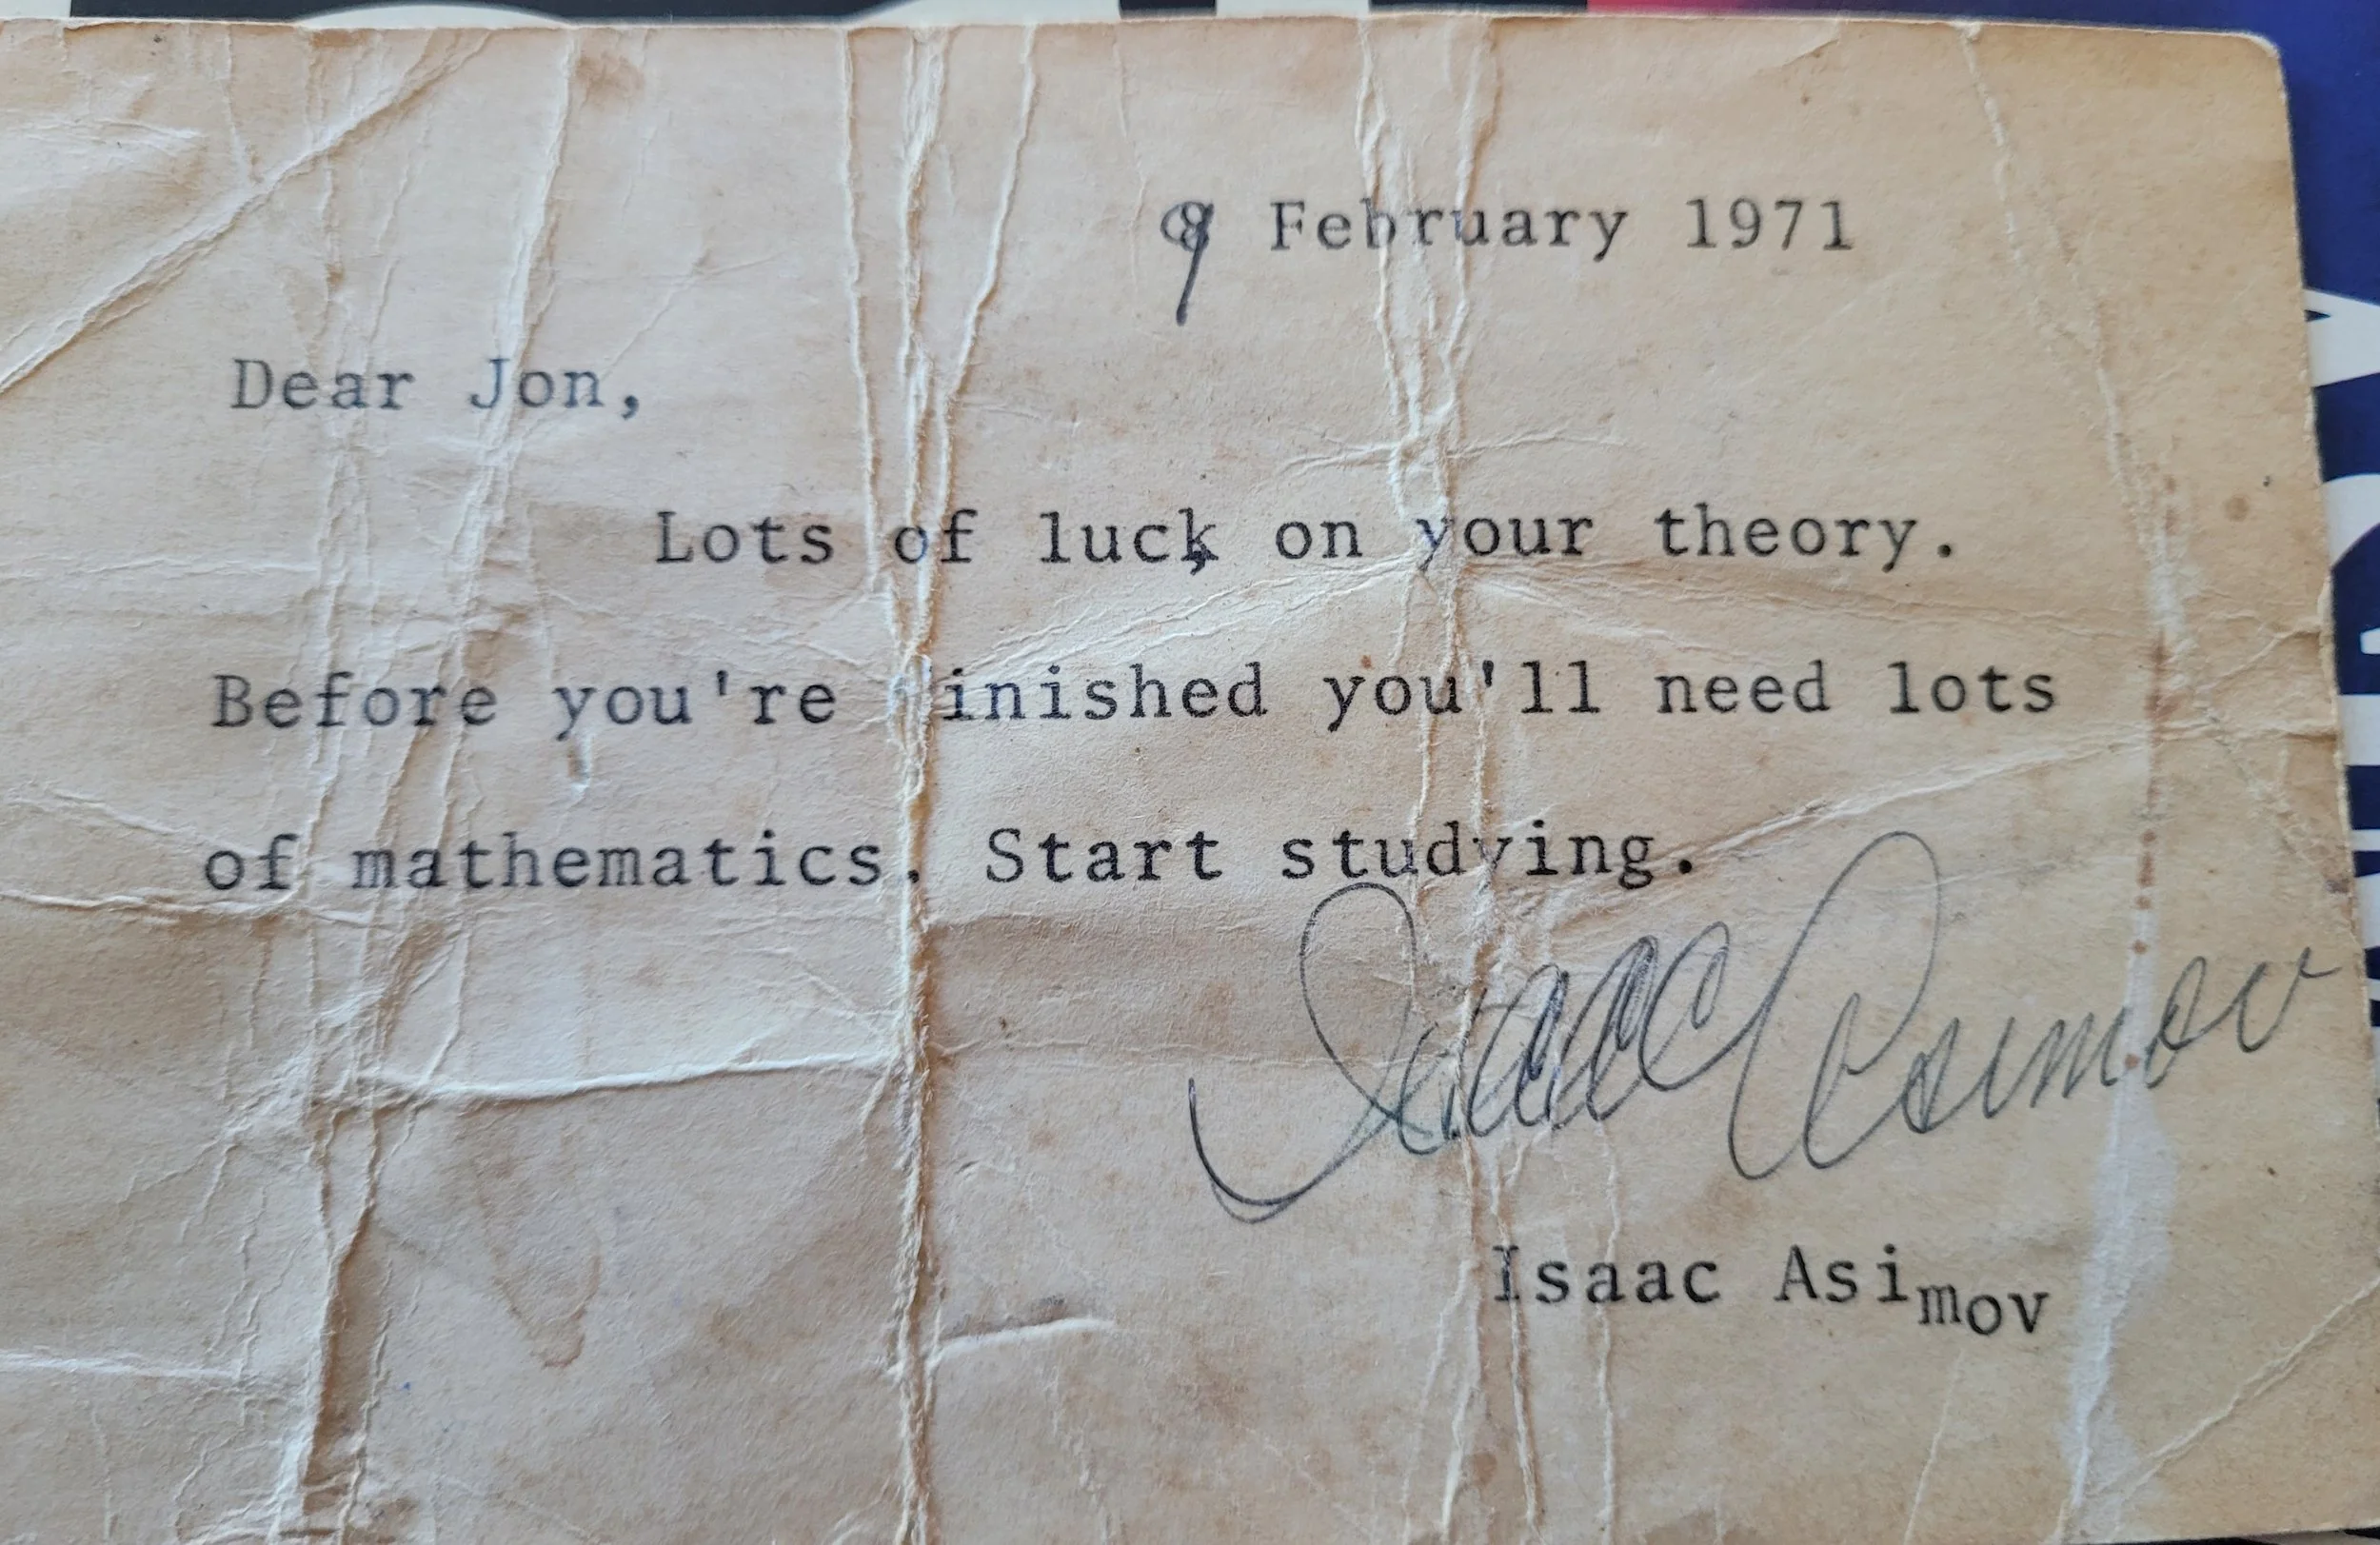 9 February 1971
Dear Jon,
Lots of luck on your theory.
Before you're finished you'll need lots
of mathematics. Start studying.
Isaac Asimov
Isaac Asimov